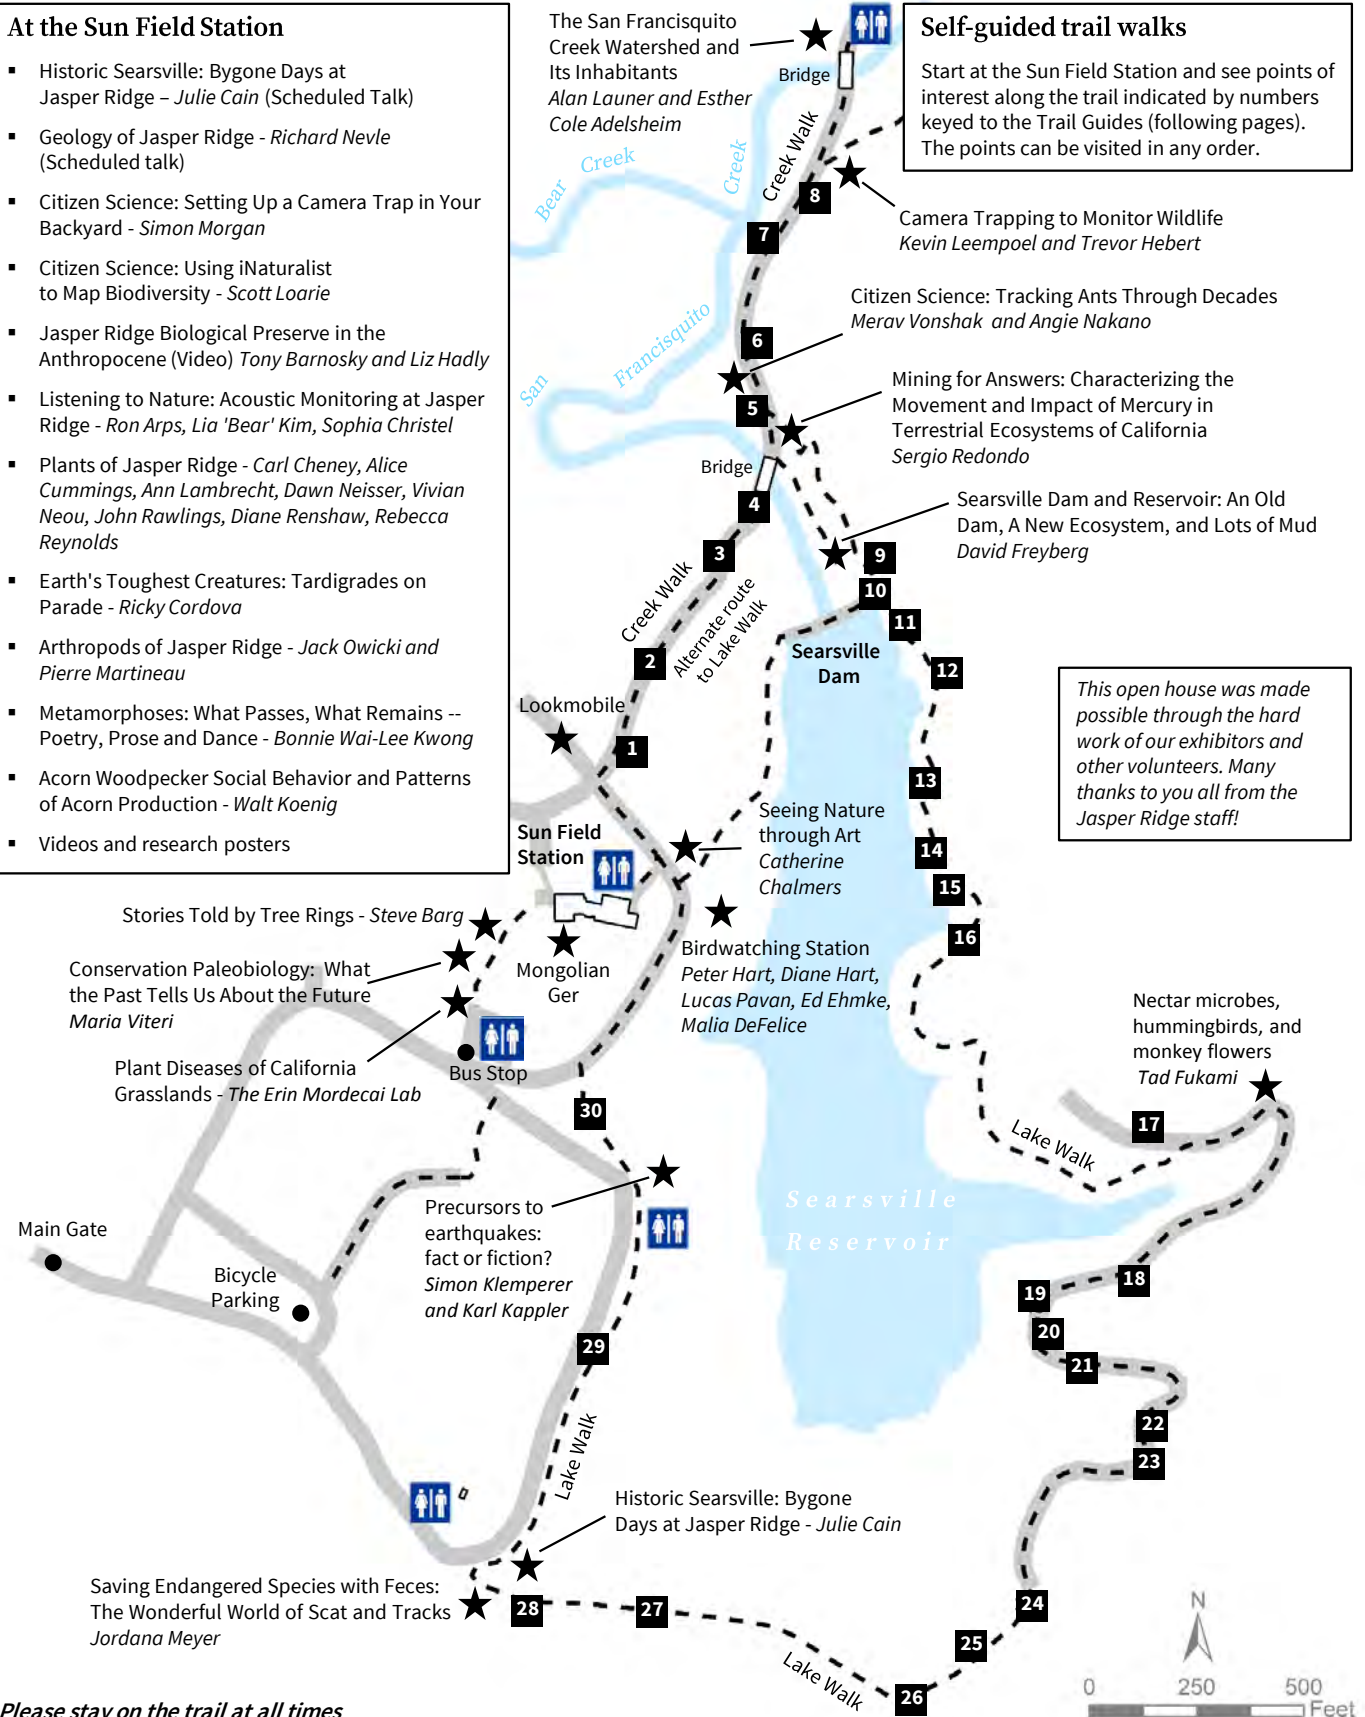 At the Sun Field Station
▪ Historic Searsville: Bygone Days at
Jasper Ridge – Julie Cain (Scheduled Talk)
▪ Geology of Jasper Ridge - Richard Nevle
(Scheduled talk)
▪ Citizen Science: Setting Up a Camera Trap in Your
Backyard - Simon Morgan
▪ Citizen Science: Using iNaturalist
to Map Biodiversity - Scott Loarie
▪ Jasper Ridge Biological Preserve in the
Anthropocene (Video) Tony Barnosky and Liz Hadly
▪ Listening to Nature: Acoustic Monitoring at Jasper
Ridge - Ron Arps, Lia 'Bear' Kim, Sophia Christel
▪ Plants of Jasper Ridge - Carl Cheney, Alice
Cummings, Ann Lambrecht, Dawn Neisser, Vivian
Neou, John Rawlings, Diane Renshaw, Rebecca
Reynolds
▪ Earth's Toughest Creatures: Tardigrades on
Parade - Ricky Cordova
▪ Arthropods of Jasper Ridge - Jack Owicki and
Pierre Martineau
▪ Metamorphoses: What Passes, What Remains --
Poetry, Prose and Dance - Bonnie Wai-Lee Kwong
▪ Acorn Woodpecker Social Behavior and Patterns
of Acorn Production - Walt Koenig
▪ Videos and research posters
The San Francisquito
Creek Watershed and
Its Inhabitants
Alan Launer and Esther
Cole Adelsheim
Bridge
Self-guided trail walks
Start at the Sun Field Station and see points of
interest along the trail indicated by numbers
keyed to the Trail Guides (following pages).
The points can be visited in any order.
Bear Creek
Creek
Creek Walk
8
7
Camera Trapping to Monitor Wildlife
Kevin Leempoel and Trevor Hebert
Citizen Science: Tracking Ants Through Decades
Merav Vonshak and Angie Nakano
San Francisquito
6
5
Mining for Answers: Characterizing the
Movement and Impact of Mercury in
Terrestrial Ecosystems of California
Sergio Redondo
Bridge
4
Searsville Dam and Reservoir: An Old
Dam, A New Ecosystem, and Lots of Mud
David Freyberg
3
9
10
11
Creek Walk
Alternate route
to Lake Walk
2
Searsville
Dam
12
This open house was made
possible through the hard
work of our exhibitors and
other volunteers. Many
thanks to you all from the
Jasper Ridge staff!
Lookmobile
1
13
Seeing Nature
through Art
Catherine
Chalmers
Sun Field
Station
14
15
16
Stories Told by Tree Rings - Steve Barg
Conservation Paleobiology: What
the Past Tells Us About the Future
Maria Viteri
Mongolian
Ger
Birdwatching Station
Peter Hart, Diane Hart,
Lucas Pavan, Ed Ehmke,
Malia DeFelice
Plant Diseases of California
Grasslands - The Erin Mordecai Lab
Bus Stop
Nectar microbes,
hummingbirds, and
monkey flowers
Tad Fukami
30
17
Lake Walk
Precursors to
earthquakes:
fact or fiction?
Simon Klemperer
and Karl Kappler
Searsville
Reservoir
Main Gate
Bicycle
Parking
18
19
20
21
29
22
23
Lake Walk
Historic Searsville: Bygone
Days at Jasper Ridge - Julie Cain
Saving Endangered Species with Feces:
The Wonderful World of Scat and Tracks
Jordana Meyer
28
27
24
25
26
Lake Walk
N
0 250 500
Feet
Please stay on the trail at all times